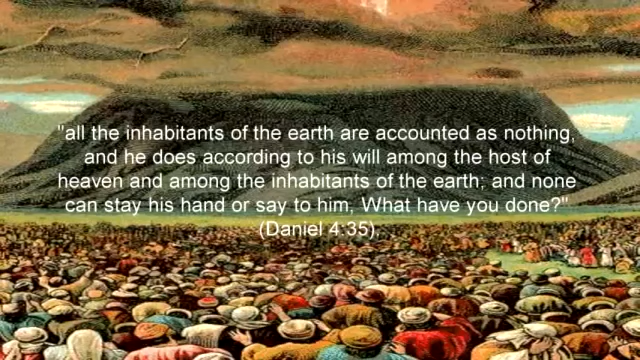 "all the inhabitants of the earth are accounted as nothing,
and he does according to his will among the host of
heaven and among the inhabitants of the earth; and none
can stay his hand or say to him, What have you done?"
(Daniel 4:35).